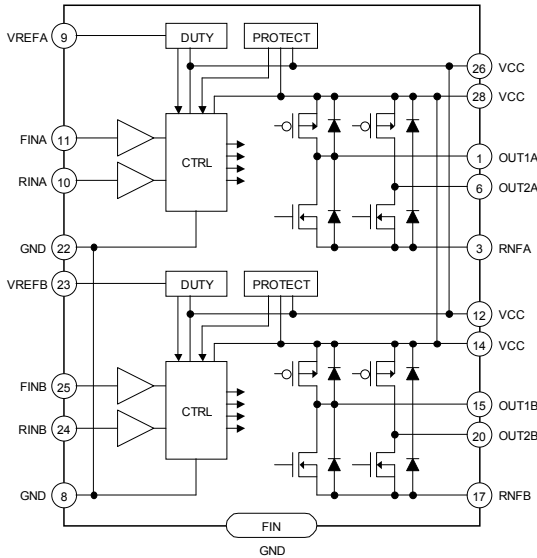 VREFA 9 DUTY PROTECT
26 VCC
28 VCC
FINA 11
CTRL
1 OUT1A
RINA 10
6 OUT2A
GND 22
3 RNFA
VREFB 23 DUTY PROTECT
12 VCC
14 VCC
FINB 25
CTRL
15 OUT1B
RINB 24
20 OUT2B
GND 8
17 RNFB
FIN
GND